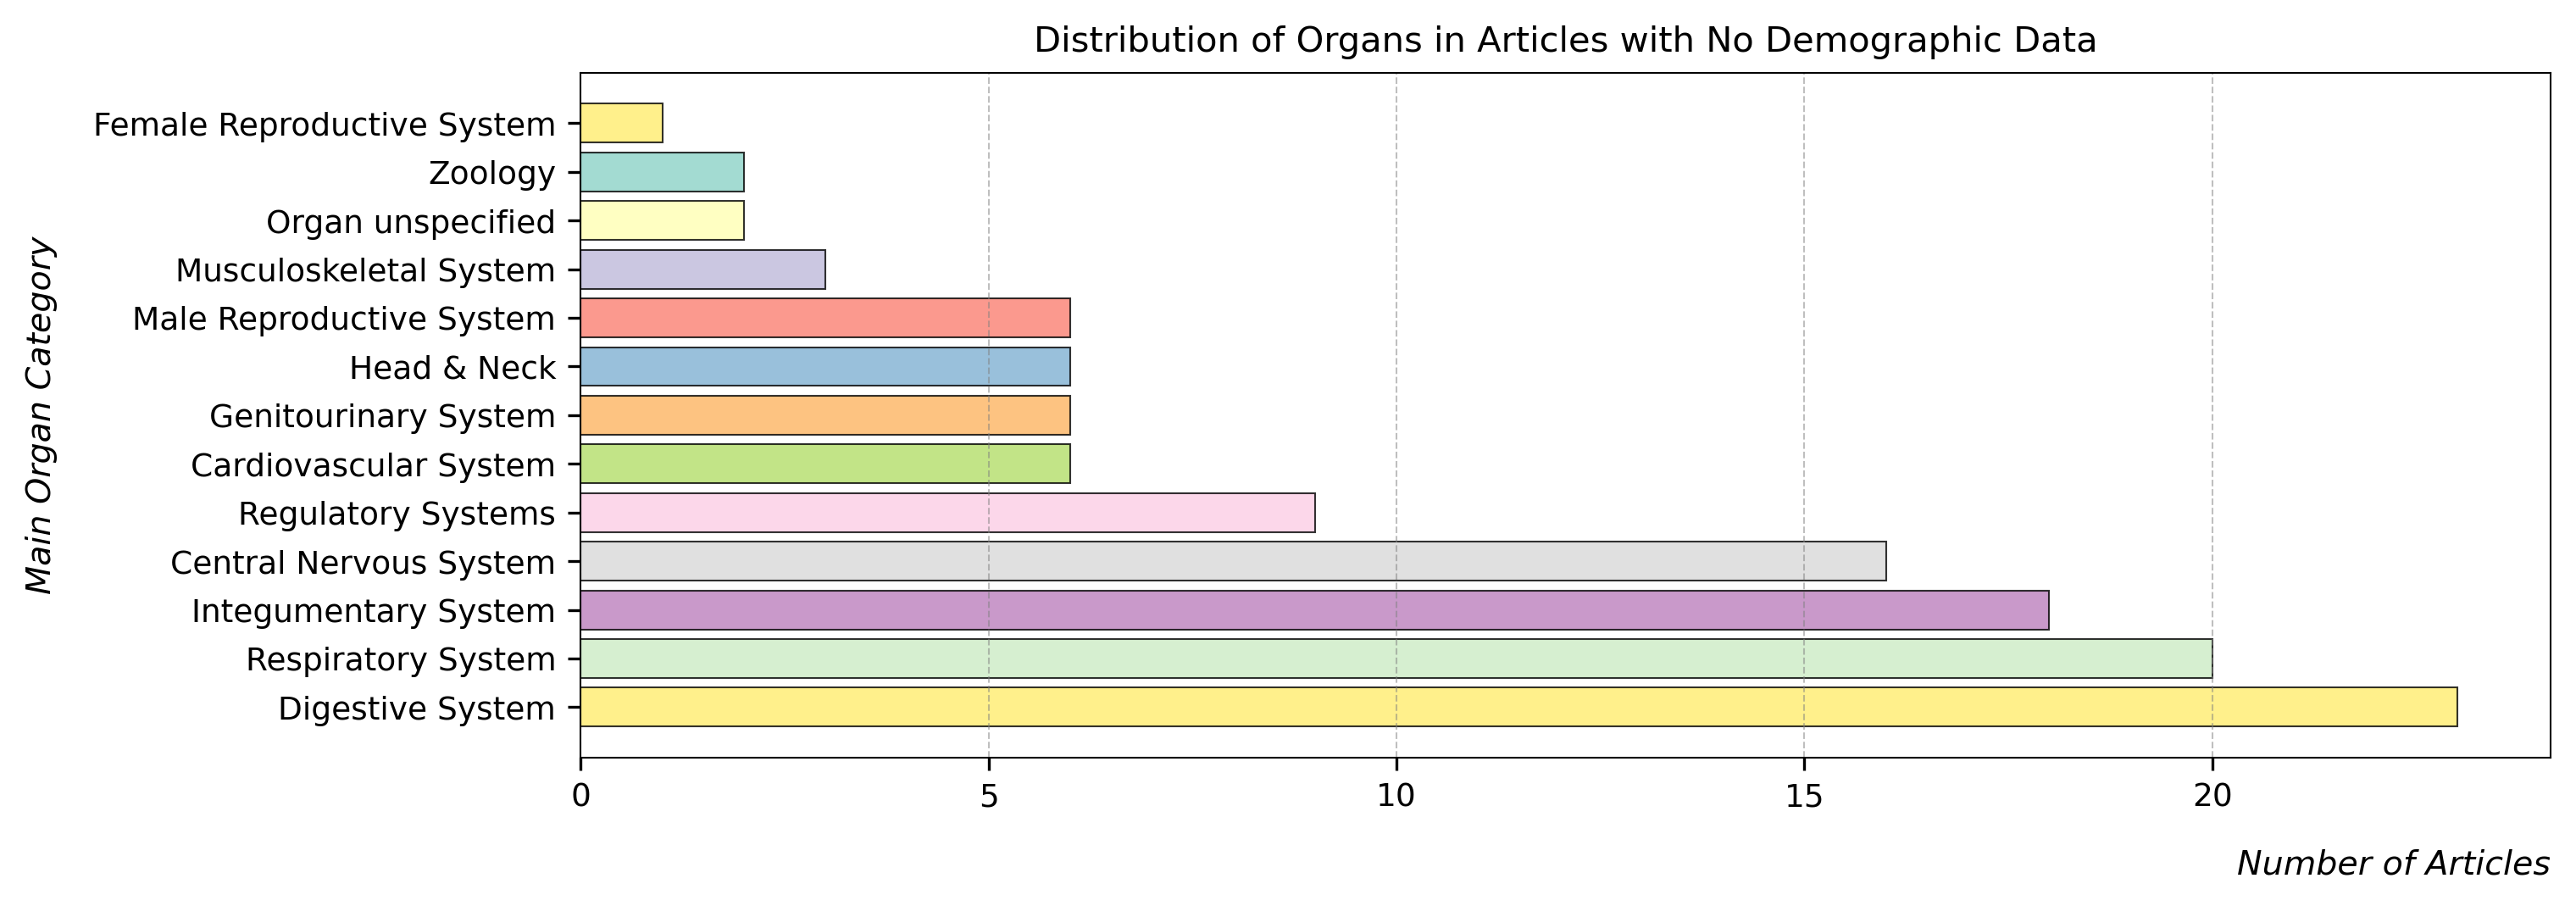 Distribution of Organs in Articles with No Demographic Data
Main Organ Category
Female Reproductive System
Zoology
Organ unspecified
Musculoskeletal System
Male Reproductive System
Head & Neck
Genitourinary System
Cardiovascular System
Regulatory Systems
Central Nervous System
Integumentary System
Respiratory System
Digestive System
0 5 10 15 20
Number of Articles